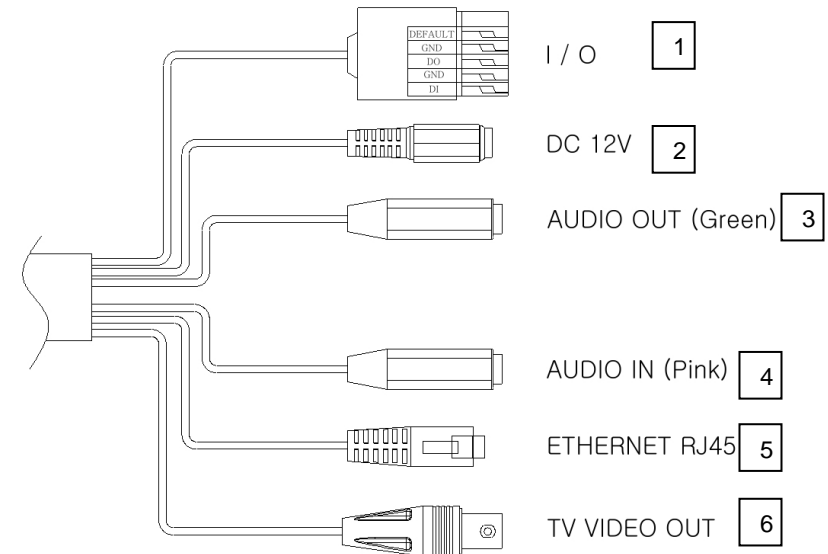 DEFAULT
GND
DO
GND
DI
I / O 1
DC 12V 2
AUDIO OUT (Green) 3
AUDIO IN (Pink) 4
ETHERNET RJ45 5
TV VIDEO OUT 6